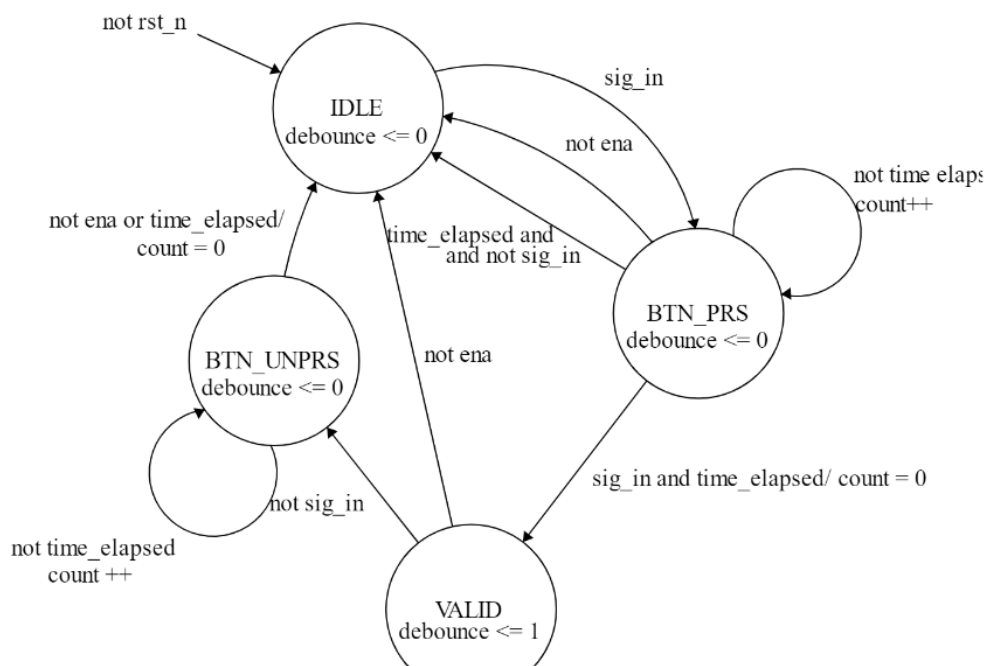 not rst_n
IDLE
debounce <= 0
sig_in
not ena
not time
count++
not ena or time_elapsed/
count = 0
time_elapsed and
and not sig_in
BTN_PRS
debounce <= 0
BTN_UNPRS
debounce <= 0
not ena
sig_in and time_elapsed/ count = 0
not sig_in
not time_elapsed
count ++
VALID
debounce <= 1